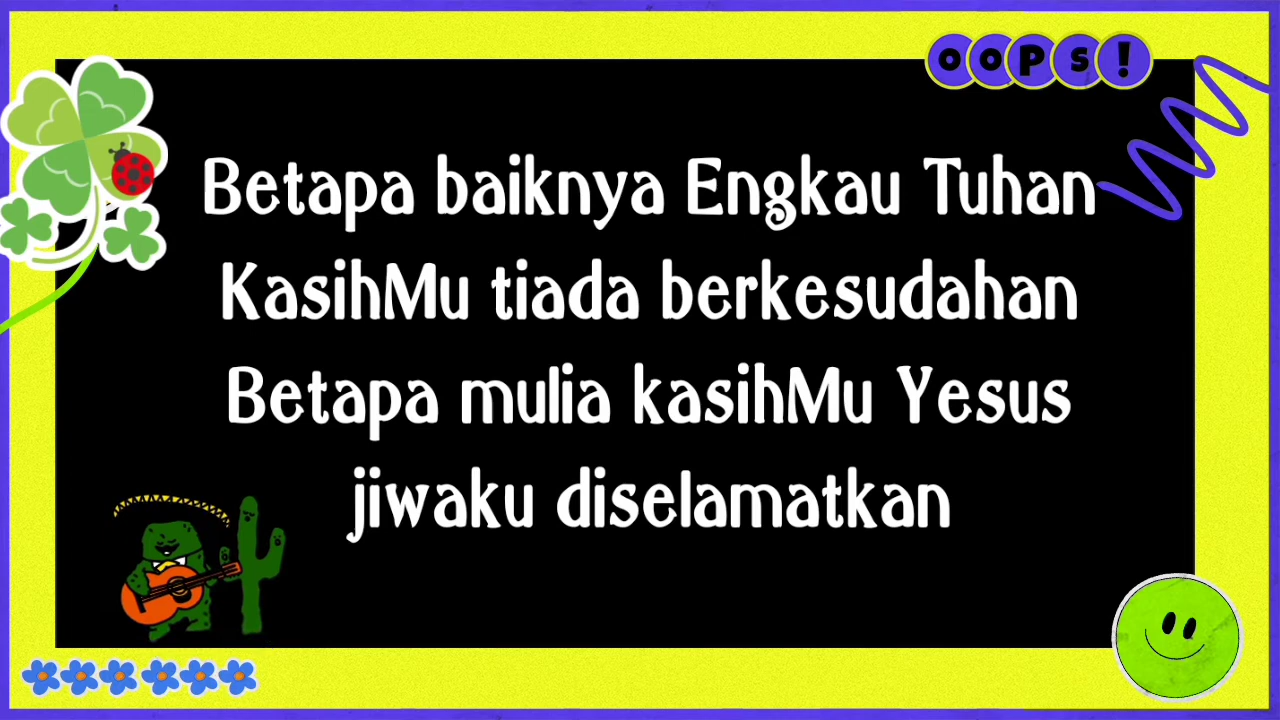 OOPS!
Betapa baiknya Engkau Tuhan
KasihMu tiada berkesudahan
Betapa mulia kasihMu Yesus
jiwaku diselamatkan